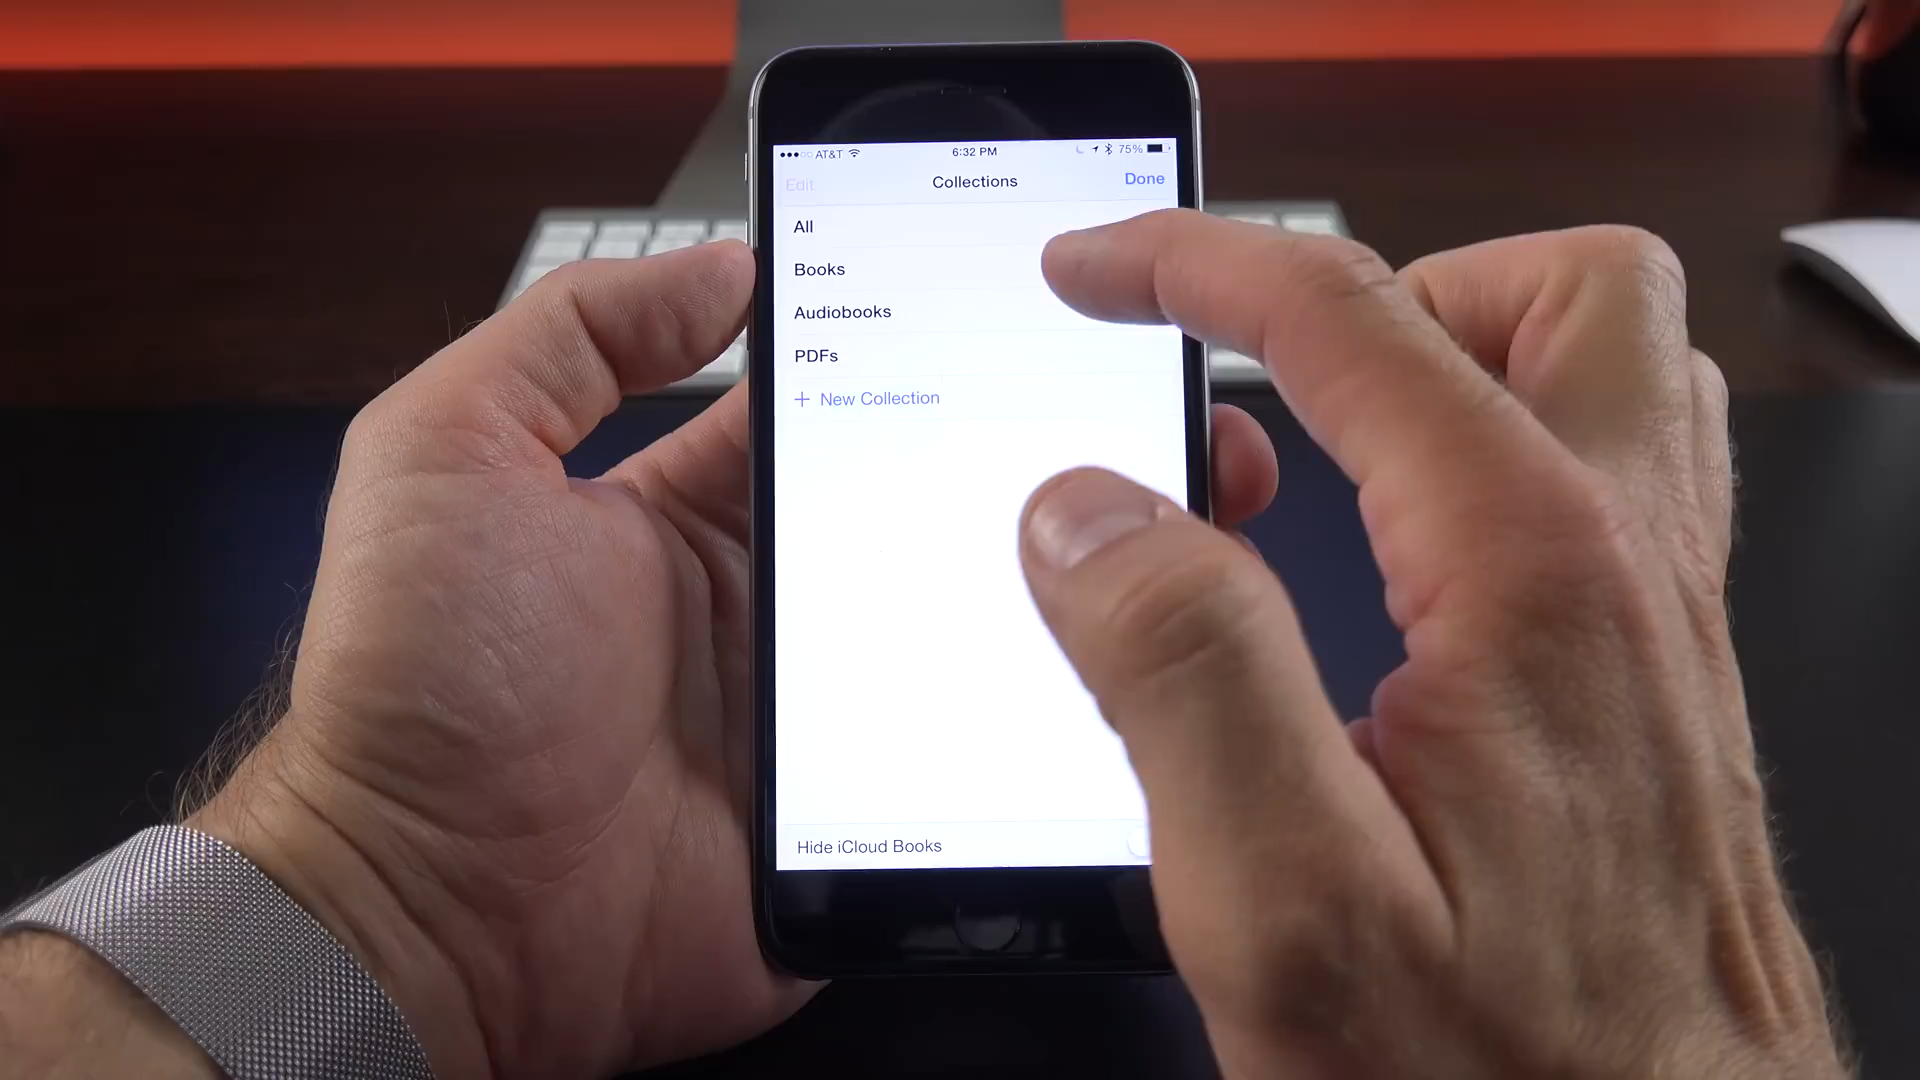 AT&T 6:32 PM 75%
Edit Collections Done
All
Books
Audiobooks
PDFs
+ New Collection
Hide iCloud Books